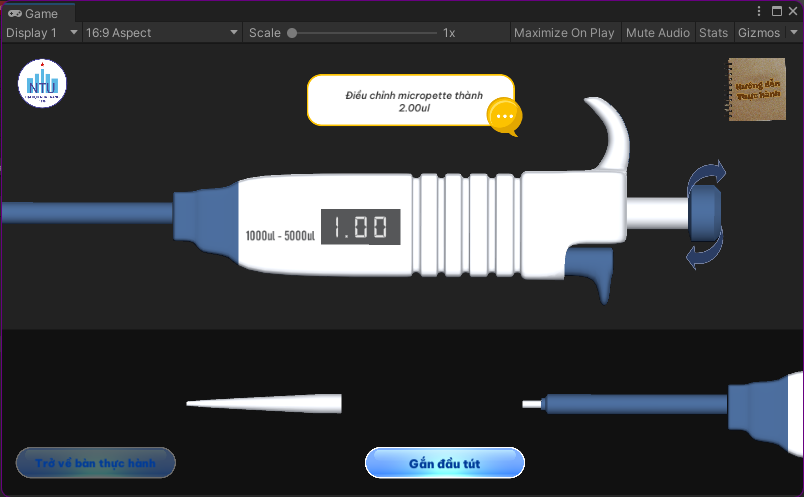 Game
Display 1
16:9 Aspect
Scale
1x
Maximize On Play
Mute Audio
Stats
Gizmos
NTU
Điều chỉnh micropette thành
2.00ul
Hướng dẫn
Thực hành
1000ul - 5000ul
1.00
Trở về bàn thực hành
Gắn đầu tút